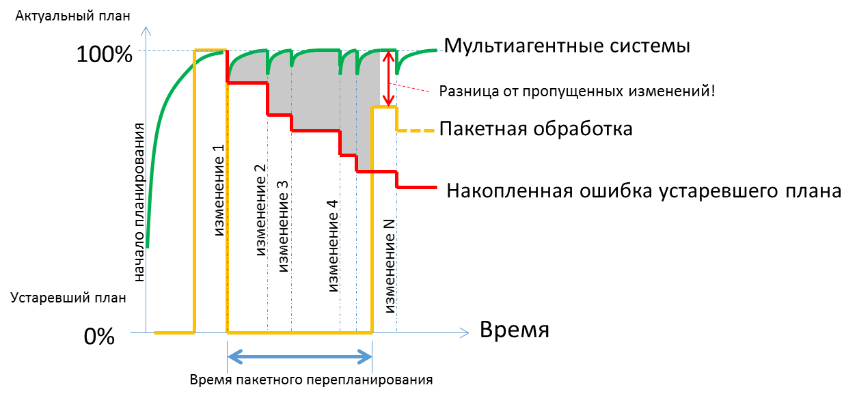 Актуальный план
100%
Мультиагентные системы
Разница от пропущенных изменений!
Пакетная обработка
Накопленная ошибка устаревшего плана
начало планирования
изменение 1
изменение 2
изменение 3
изменение 4
изменение N
Устаревший план
0%
Время
Время пакетного перепланирования